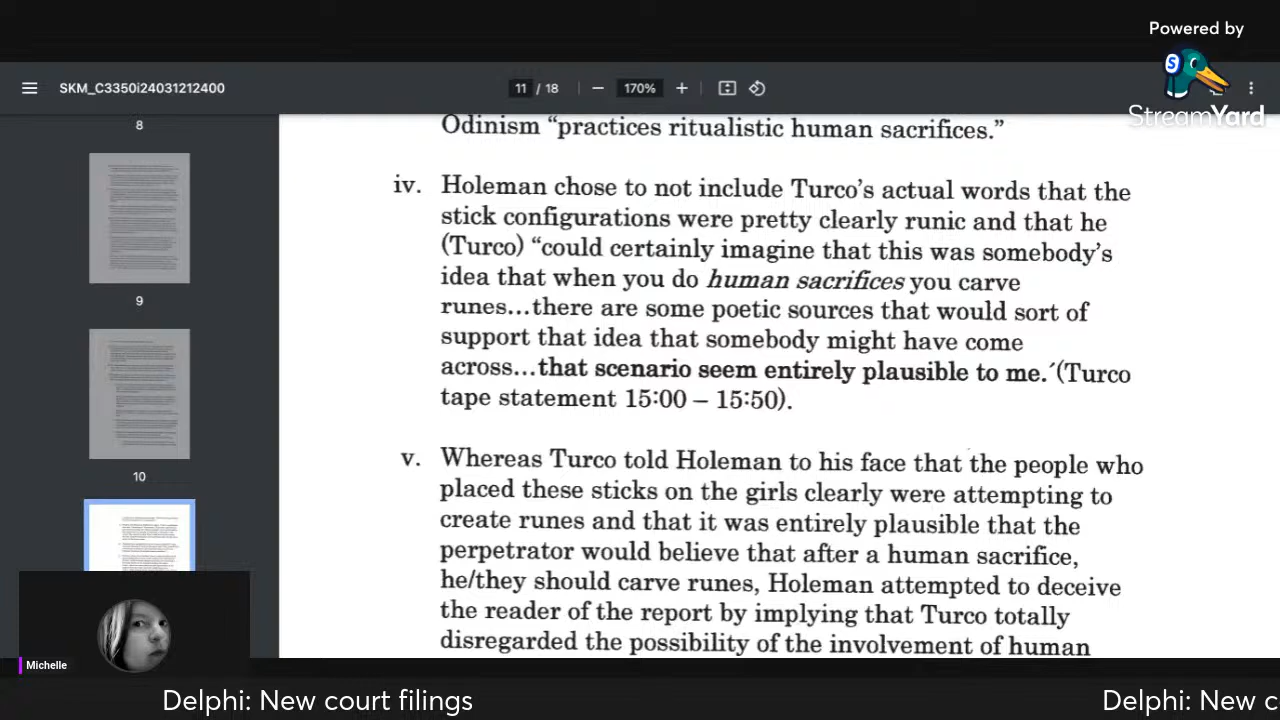 Powered by
StreamYard
SKM_C3350i24031212400
11 / 18
170%
8
9
10
Odinism “practices ritualistic human sacrifices.”
iv. Holeman chose to not include Turco’s actual words that the
stick configurations were pretty clearly runic and that he
(Turco) “could certainly imagine that this was somebody’s
idea that when you do human sacrifices you carve
runes…there are some poetic sources that would sort of
support that idea that somebody might have come
across…that scenario seem entirely plausible to me.´(Turco
tape statement 15:00 – 15:50).
v. Whereas Turco told Holeman to his face that the people who
placed these sticks on the girls clearly were attempting to
create runes and that it was entirely plausible that the
perpetrator would believe that after a human sacrifice,
he/they should carve runes, Holeman attempted to deceive
the reader of the report by implying that Turco totally
disregarded the possibility of the involvement of human
Michelle
Delphi: New court filings
Delphi: New c